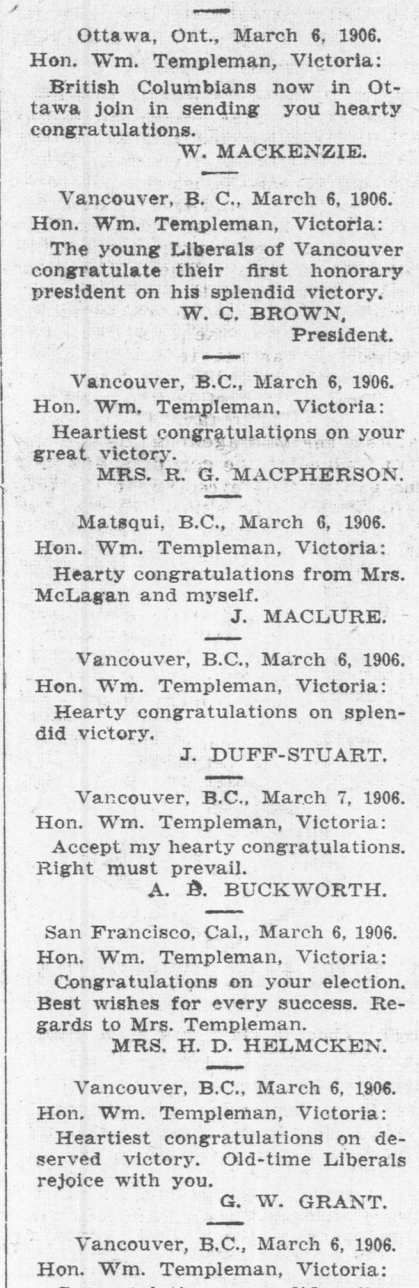 Ottawa, Ont., March 6, 1906.
Hon. Wm. Templeman, Victoria:
British Columbians now in Ot-
tawa join in sending you hearty
congratulations.
W. MACKENZIE.
Vancouver, B. C., March 6, 1906.
Hon. Wm. Templeman, Victoria:
The young Liberals of Vancouver
congratulate their first honorary
president on his splendid victory.
W. C. BROWN,
President.
Vancouver, B.C., March 6, 1906.
Hon. Wm. Templeman, Victoria:
Heartiest congratulations on your
great victory.
MRS. R. G. MACPHERSON.
Matsqui, B.C., March 6, 1906.
Hon. Wm. Templeman, Victoria:
Hearty congratulations from Mrs.
McLagan and myself.
J. MACLURE.
Vancouver, B.C., March 6, 1906.
Hon. Wm. Templeman, Victoria:
Hearty congratulations on splen-
did victory.
J. DUFF-STUART.
Vancouver, B.C., March 7, 1906.
Hon. Wm. Templeman, Victoria:
Accept my hearty congratulations.
Right must prevail.
A. B. BUCKWORTH.
San Francisco, Cal., March 6, 1906.
Hon. Wm. Templeman, Victoria:
Congratulations on your election.
Best wishes for every success. Re-
gards to Mrs. Templeman.
MRS. H. D. HELMCKEN.
Vancouver, B.C., March 6, 1906.
Hon. Wm. Templeman, Victoria:
Heartiest congratulations on de-
served victory. Old-time Liberals
rejoice with you.
G. W. GRANT.
Vancouver, B.C., March 6, 1906.
Hon. Wm. Templeman, Victoria: